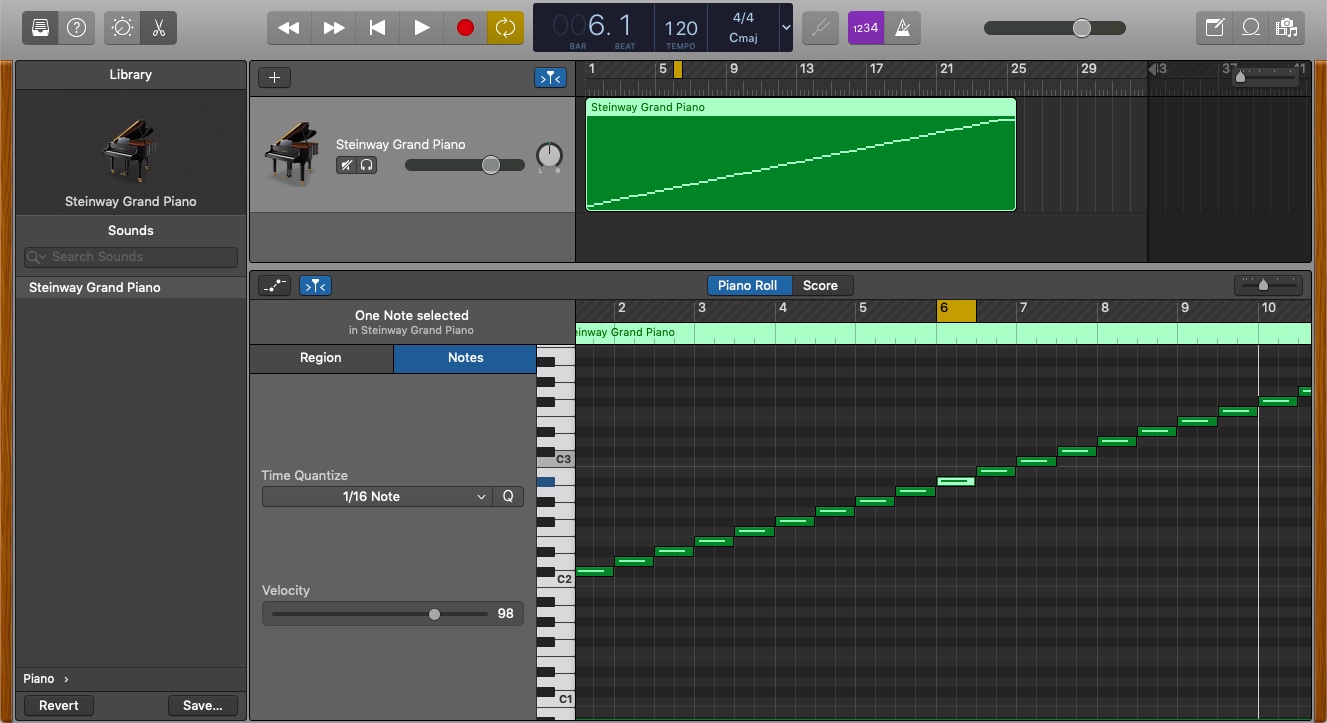 006. 1
BAR BEAT
120
TEMPO
4/4
Cmaj
1234
Library
Steinway Grand Piano
Sounds
Search Sounds
Steinway Grand Piano
Piano ›
Revert Save...
1 5 9 13 17 21 25 29 33 37 41
Steinway Grand Piano
L R
Steinway Grand Piano
Piano Roll Score
One Note selected
in Steinway Grand Piano
2 3 4 5 6 7 8 9 10
einway Grand Piano
Region Notes
Time Quantize
1/16 Note Q
Velocity
98
C3
C2
C1